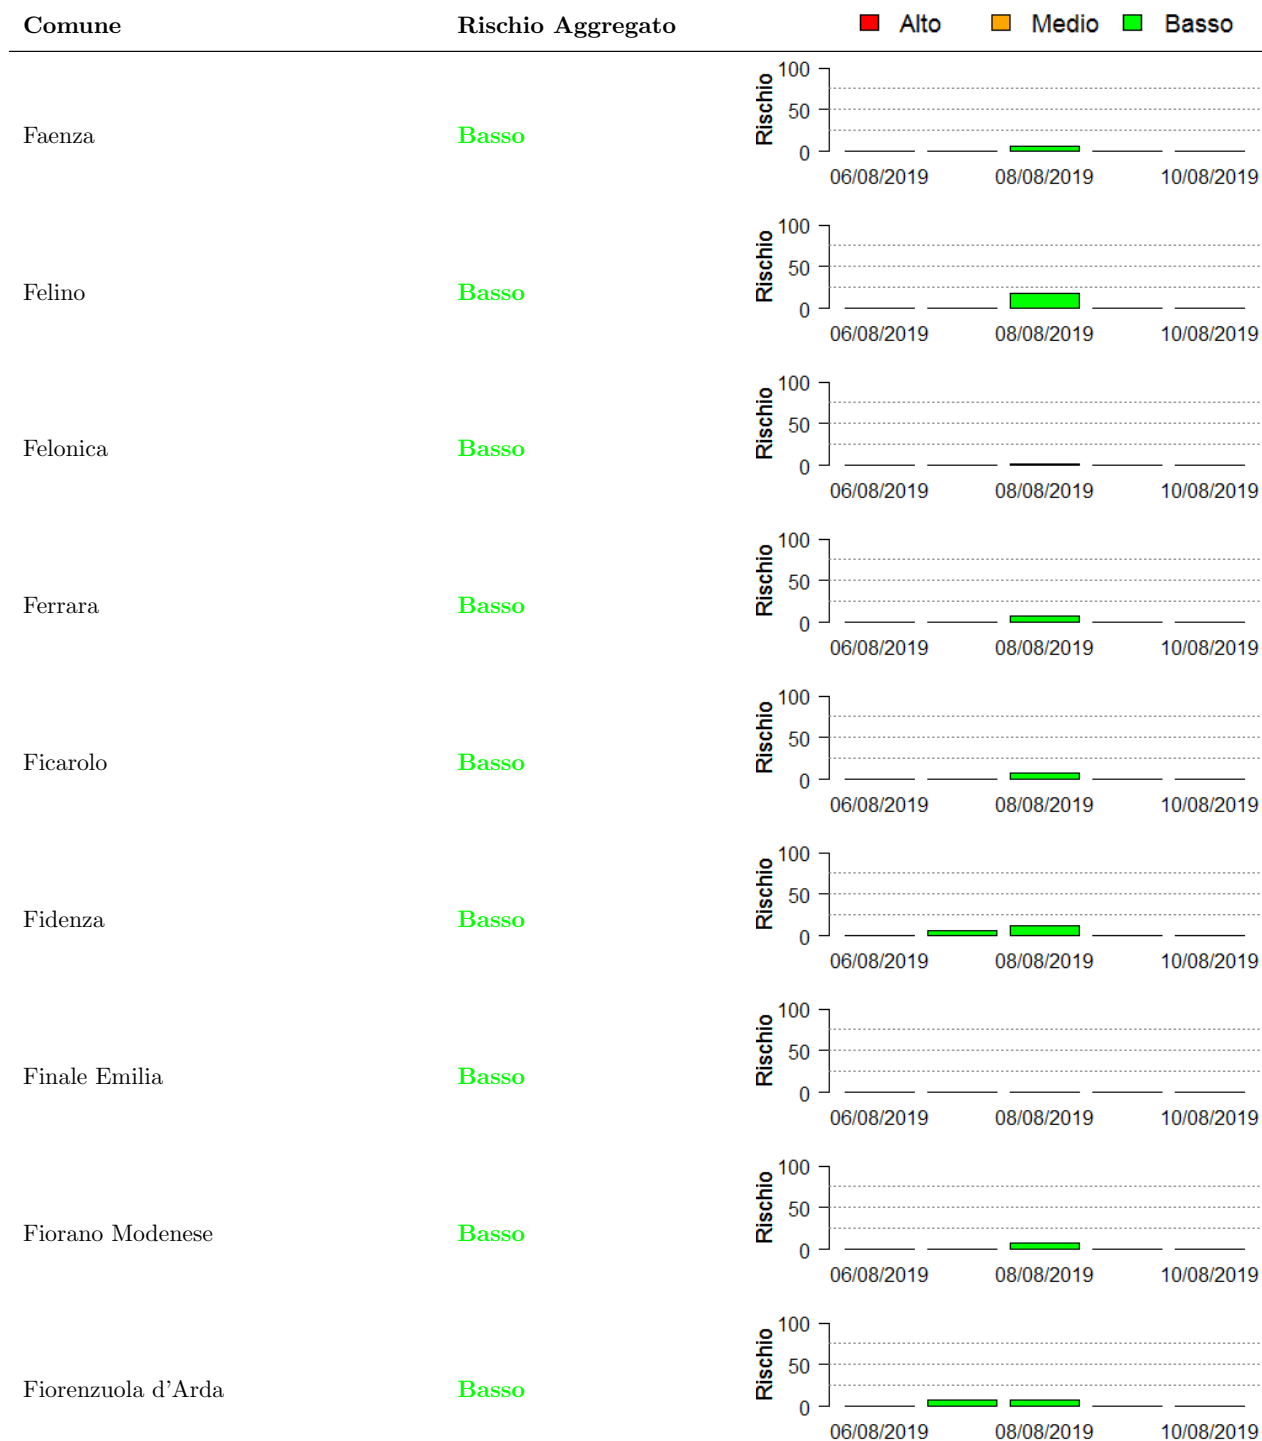 Comune Rischio Aggregato Alto Medio Basso
Faenza Basso Rischio 100 50 0
06/08/2019 08/08/2019 10/08/2019
Felino Basso Rischio 100 50 0
06/08/2019 08/08/2019 10/08/2019
Felonica Basso Rischio 100 50 0
06/08/2019 08/08/2019 10/08/2019
Ferrara Basso Rischio 100 50 0
06/08/2019 08/08/2019 10/08/2019
Ficarolo Basso Rischio 100 50 0
06/08/2019 08/08/2019 10/08/2019
Fidenza Basso Rischio 100 50 0
06/08/2019 08/08/2019 10/08/2019
Finale Emilia Basso Rischio 100 50 0
06/08/2019 08/08/2019 10/08/2019
Fiorano Modenese Basso Rischio 100 50 0
06/08/2019 08/08/2019 10/08/2019
Fiorenzuola d'Arda Basso Rischio 100 50 0
06/08/2019 08/08/2019 10/08/2019